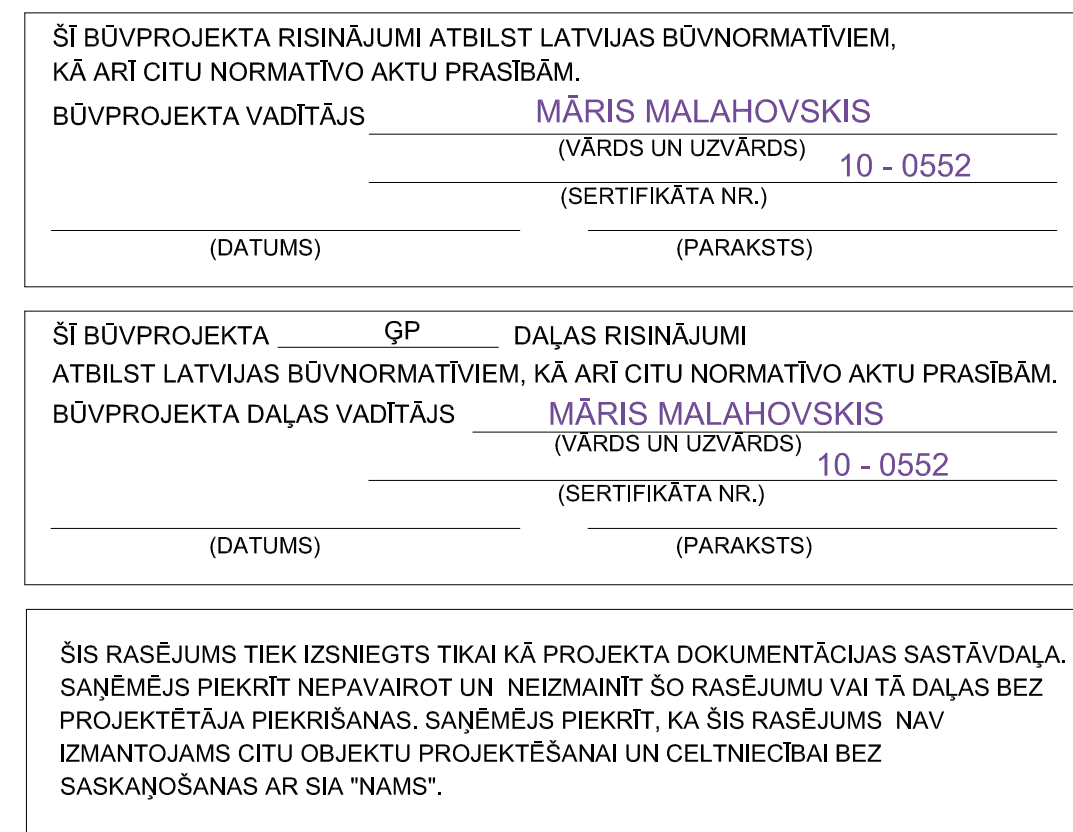 ŠĪ BŪVPROJEKTA RISINĀJUMI ATBILST LATVIJAS BŪVNORMATĪVIEM,
KĀ ARĪ CITU NORMATĪVO AKTU PRASĪBĀM.
BŪVPROJEKTA VADĪTĀJS MĀRIS MALAHOVSKIS
(VĀRDS UN UZVĀRDS)
10 - 0552
(SERTIFIKĀTA NR.)
(DATUMS) (PARAKSTS)
ŠĪ BŪVPROJEKTA ĢP DAĻAS RISINĀJUMI
ATBILST LATVIJAS BŪVNORMATĪVIEM, KĀ ARĪ CITU NORMATĪVO AKTU PRASĪBĀM.
BŪVPROJEKTA DAĻAS VADĪTĀJS MĀRIS MALAHOVSKIS
(VĀRDS UN UZVĀRDS)
10 - 0552
(SERTIFIKĀTA NR.)
(DATUMS) (PARAKSTS)
ŠIS RASĒJUMS TIEK IZSNIEGTS TIKAI KĀ PROJEKTA DOKUMENTĀCIJAS SASTĀVDAĻA.
SAŅĒMĒJS PIEKRĪT NEPAVAIROT UN NEIZMAINĪT ŠO RASĒJUMU VAI TĀ DAĻAS BEZ
PROJEKTĒTĀJA PIEKRIŠANAS. SAŅĒMĒJS PIEKRĪT, KA ŠIS RASĒJUMS NAV
IZMANTOJAMS CITU OBJEKTU PROJEKTĒŠANAI UN CELTNIECĪBAI BEZ
SASKAŅOŠANAS AR SIA "NAMS".